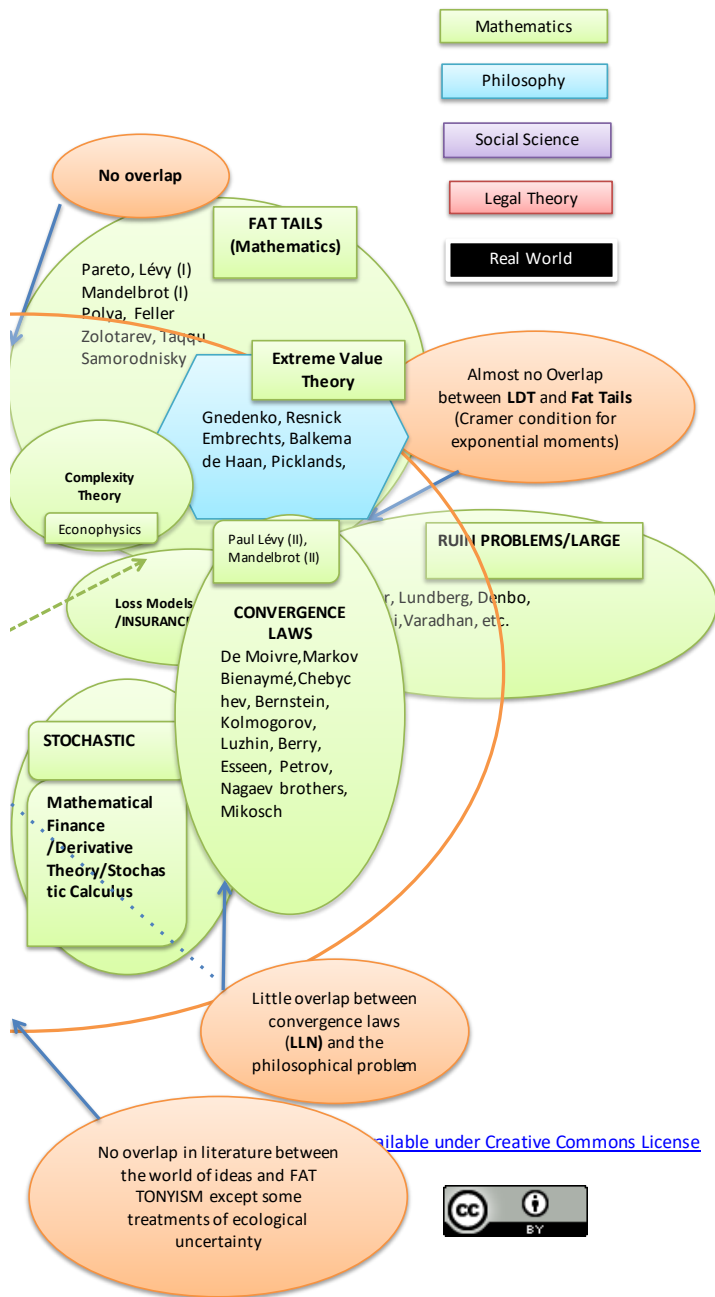 Mathematics
Philosophy
Social Science
Legal Theory
Real World
No overlap
FAT TAILS
(Mathematics)
Pareto, Lévy (I)
Mandelbrot (I)
Polya, Feller
Zolotarev, Taqqu
Samorodnisky
Extreme Value
Theory
Gnedenko, Resnick
Embrechts, Balkema
de Haan, Picklands,
Almost no Overlap
between LDT and Fat Tails
(Cramer condition for
exponential moments)
Complexity
Theory
Econophysics
Paul Lévy (II),
Mandelbrot (II)
RUIN PROBLEMS/LARGE
r, Lundberg, Denbo,
i,Varadhan, etc.
Loss Models
/INSURANCE
CONVERGENCE
LAWS
De Moivre,Markov
Bienaymé,Chebyc
hev, Bernstein,
Kolmogorov,
Luzhin, Berry,
Esseen, Petrov,
Nagaev brothers,
Mikosch
STOCHASTIC
Mathematical
Finance
/Derivative
Theory/Stochas
tic Calculus
Little overlap between
convergence laws
(LLN) and the
philosophical problem
No overlap in literature between
the world of ideas and FAT
TONYISM except some
treatments of ecological
uncertainty
ailable under Creative Commons License
cc
BY